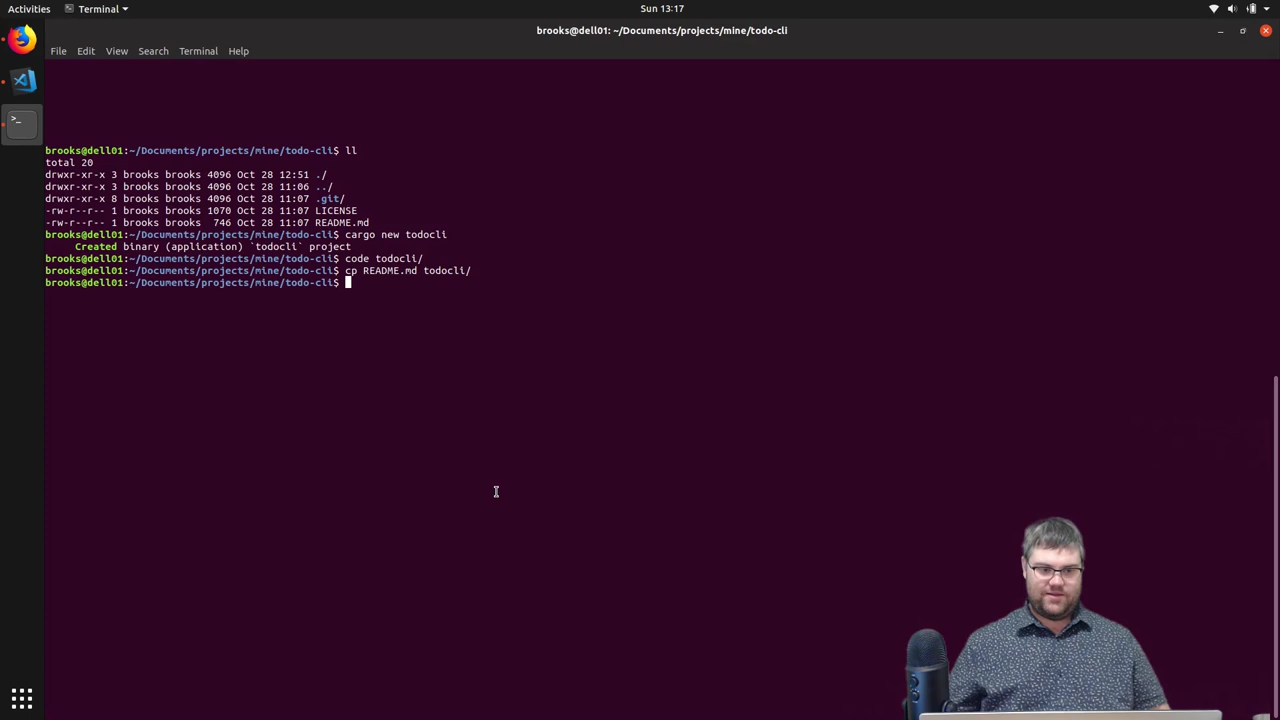 Activities
Terminal
Sun 13:17
brooks@dell01: ~/Documents/projects/mine/todo-cli
File Edit View Search Terminal Help
brooks@dell01:~/Documents/projects/mine/todo-cli$ ll
total 20
drwxr-xr-x 3 brooks brooks 4096 Oct 28 12:51 ./
drwxr-xr-x 3 brooks brooks 4096 Oct 28 11:06 ../
drwxr-xr-x 8 brooks brooks 4096 Oct 28 11:07 .git/
-rw-r--r-- 1 brooks brooks 1070 Oct 28 11:07 LICENSE
-rw-r--r-- 1 brooks brooks  746 Oct 28 11:07 README.md
brooks@dell01:~/Documents/projects/mine/todo-cli$ cargo new todocli
     Created binary (application) `todocli` project
brooks@dell01:~/Documents/projects/mine/todo-cli$ code todocli/
brooks@dell01:~/Documents/projects/mine/todo-cli$ cp README.md todocli/
brooks@dell01:~/Documents/projects/mine/todo-cli$